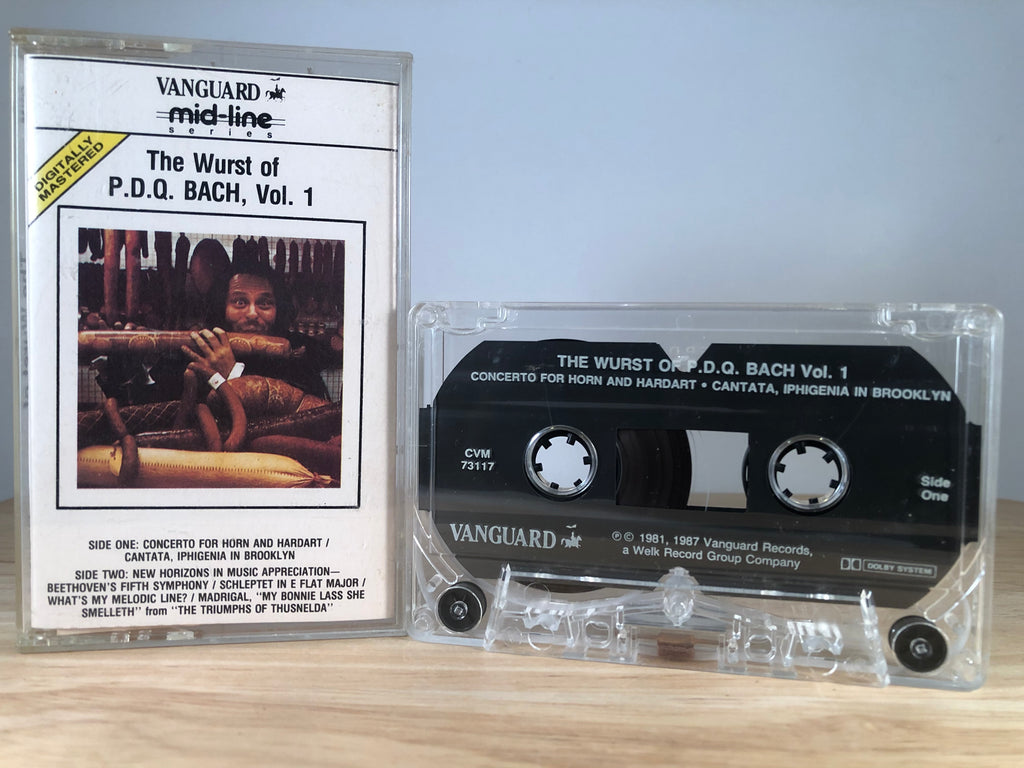 VANGUARD
mid-line
series
DIGITALLY
MASTERED
The Wurst of
P.D.Q. BACH, Vol. 1
SIDE ONE: CONCERTO FOR HORN AND HARDART /
CANTATA, IPHIGENIA IN BROOKLYN
SIDE TWO: NEW HORIZONS IN MUSIC APPRECIATION—
BEETHOVEN'S FIFTH SYMPHONY / SCHLEPTET IN E FLAT MAJOR /
WHAT'S MY MELODIC LINE? / MADRIGAL, "MY BONNIE LASS SHE
SMELLETH" from "THE TRIUMPHS OF THUSNELDA"
THE WURST OF P.D.Q. BACH Vol. 1
CONCERTO FOR HORN AND HARDART • CANTATA, IPHIGENIA IN BROOKLYN
CVM
73117
Side
One
VANGUARD
℗ © 1981, 1987 Vanguard Records,
a Welk Record Group Company
DOLBY SYSTEM